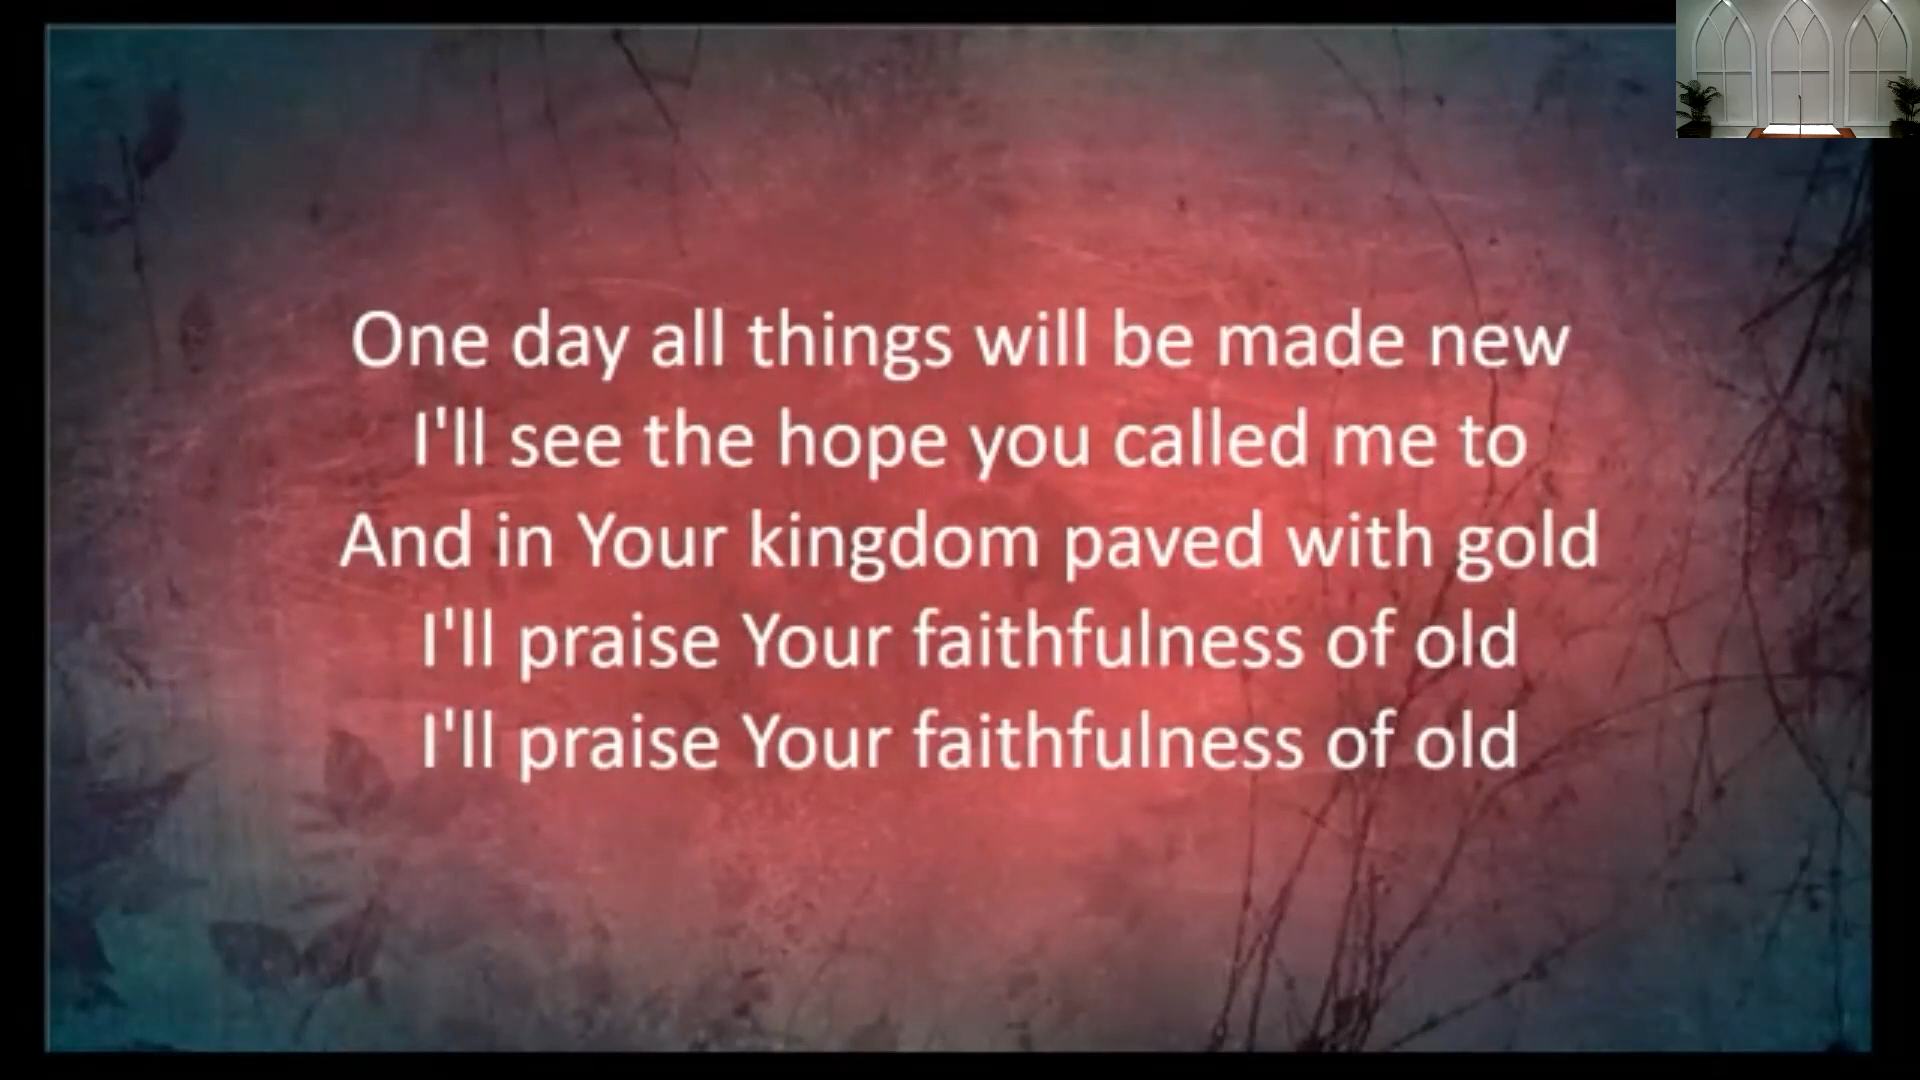 One day all things will be made new
I'll see the hope you called me to
And in Your kingdom paved with gold
I'll praise Your faithfulness of old
I'll praise Your faithfulness of old